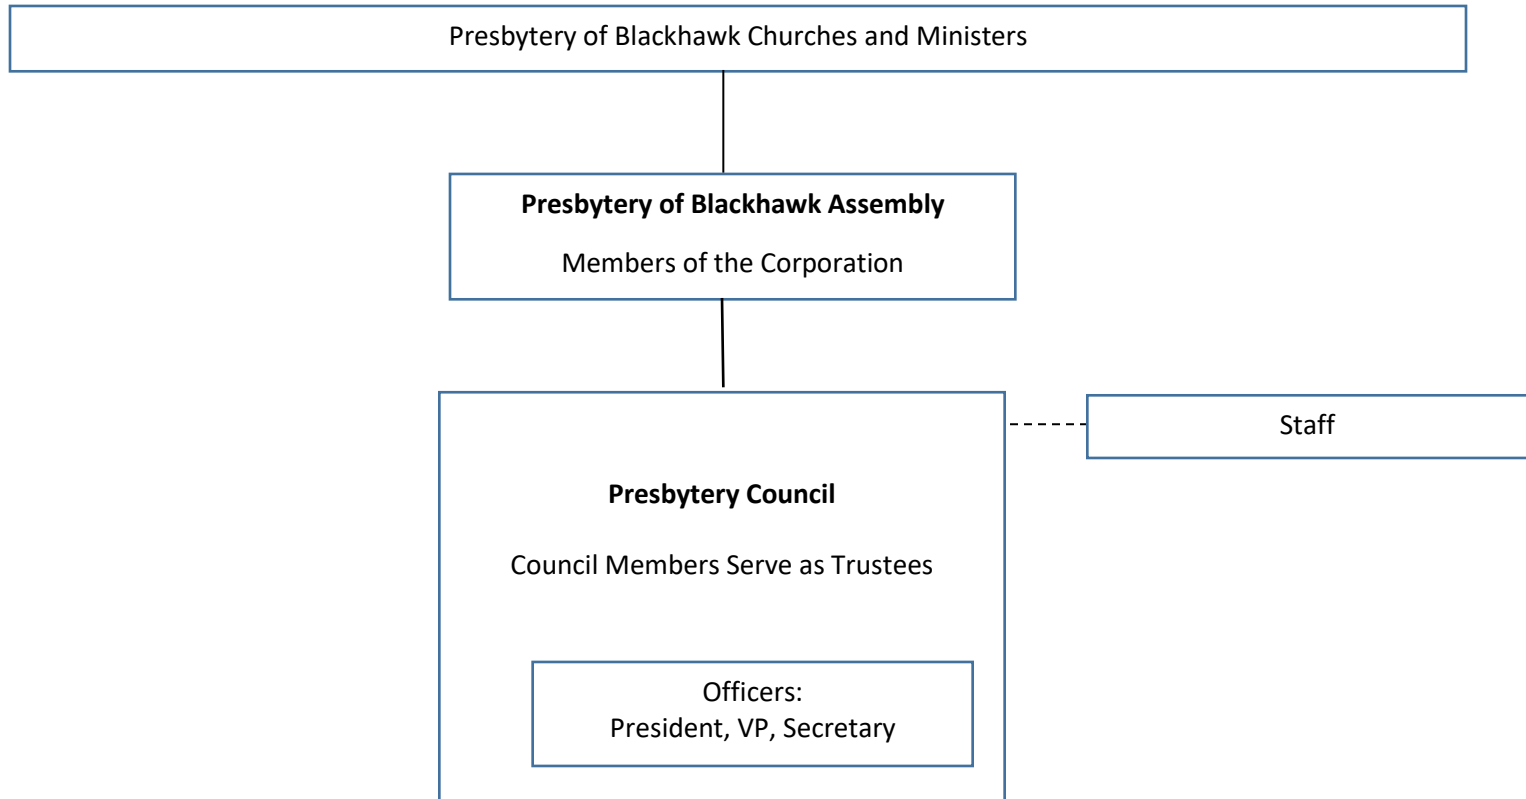 Presbytery of Blackhawk Churches and Ministers
Presbytery of Blackhawk Assembly
Members of the Corporation
Staff
Presbytery Council
Council Members Serve as Trustees
Officers:
President, VP, Secretary